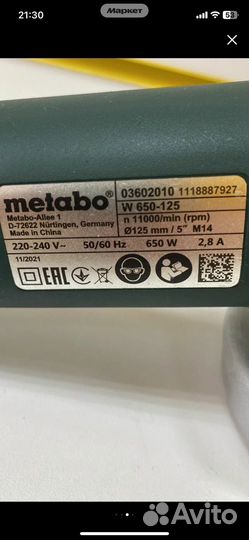 21:30
Маркет
metabo
Metabo-Allee 1
D-72622 Nürtingen, Germany
Made in China
03602010 1118887927
W 650-125
n 11000/min (rpm)
Ø125 mm / 5" M14
220-240 V~ 50/60 Hz 650 W 2,8 A
11/2021
EAC
Avito